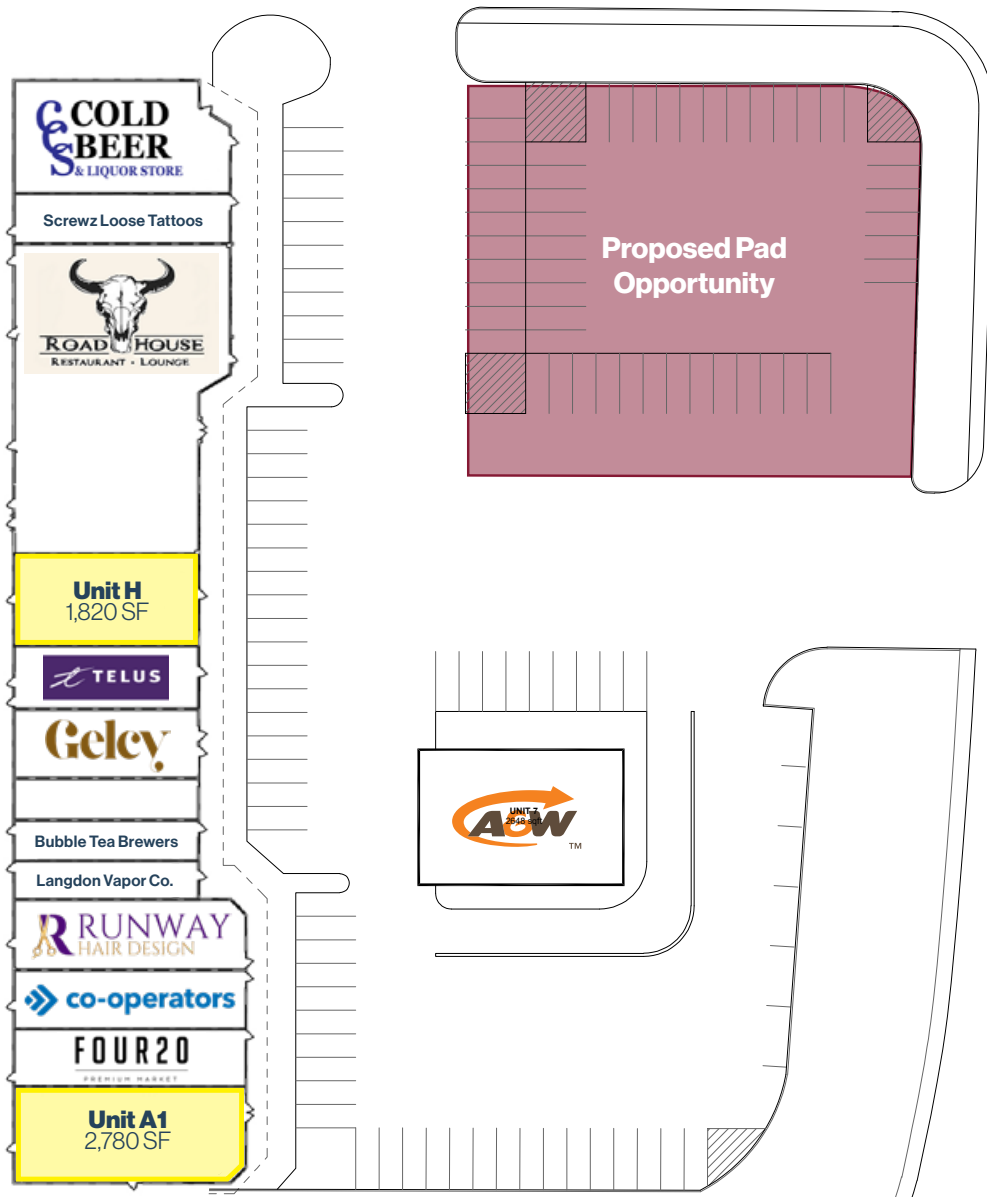 CCS COLD
BEER
& LIQUOR STORE
Screwz Loose Tattoos
ROAD HOUSE
RESTAURANT · LOUNGE
Proposed Pad
Opportunity
Unit H
1,820 SF
TELUS
Gelcy
UNIT 7
2648 sqft
A&W
TM
Bubble Tea Brewers
Langdon Vapor Co.
RUNWAY
HAIR DESIGN
co-operators
FOUR20
PREMIUM MARKET
Unit A1
2,780 SF